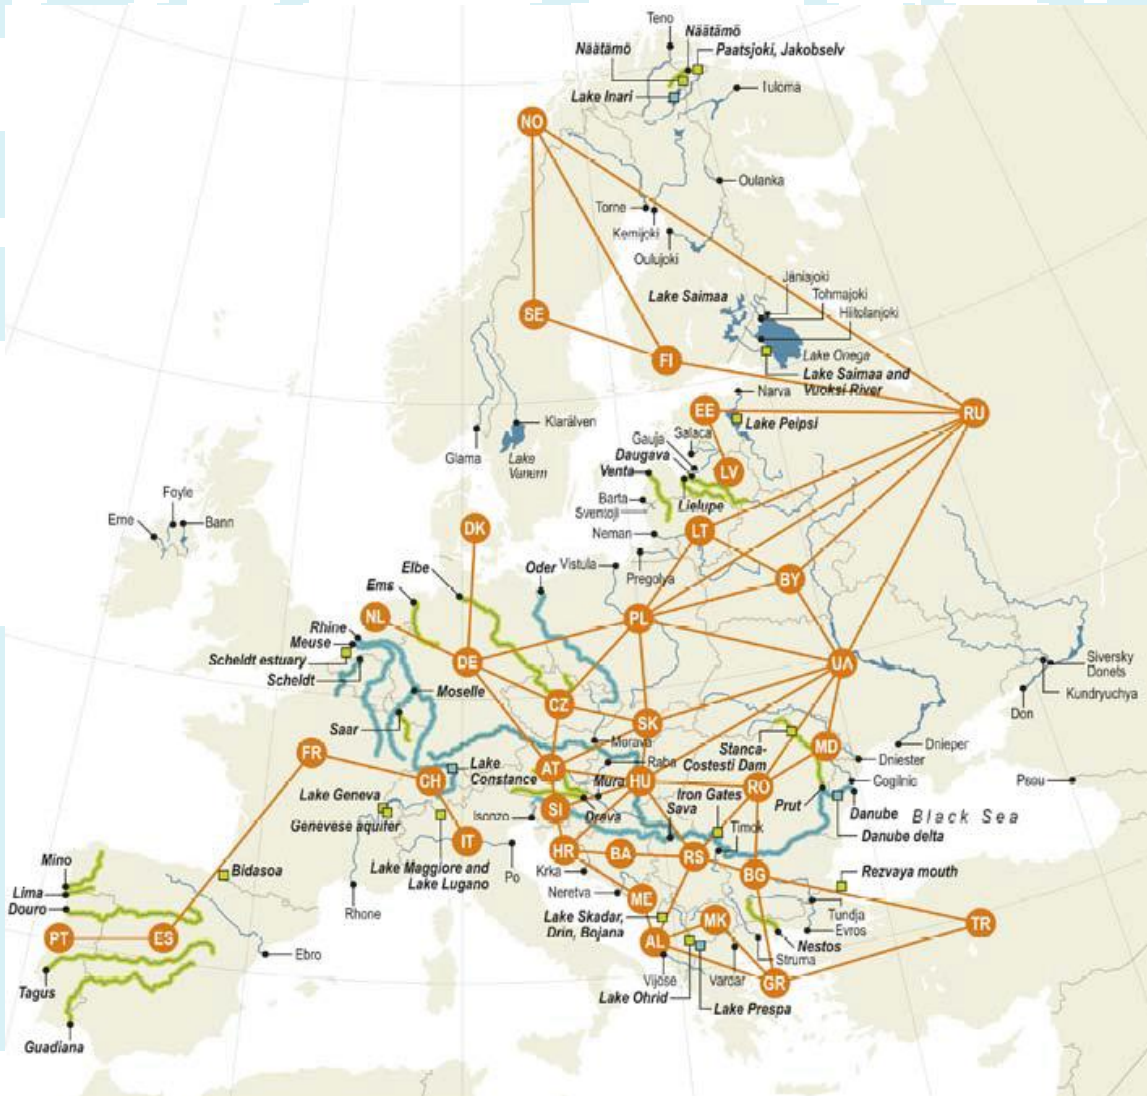 Teno
Näätämö
Näätämö
Paatsjoki, Jakobselv
Lake Inari
Tuloma
NO
Oulanka
Torne
Kemijoki
Oulujoki
Jänisjoki
Lake Saimaa
Tohmajoki
Hiitolanjoki
SE
Lake Onega
FI
Lake Saimaa and
Vuoksi River
Narva
EE
RU
Lake Peipsi
Klarälven
Salaca
Gauja
Glama
Lake
Vanern
Daugava
Venta
LV
Foyle
Lielupe
Barta
Sventoji
Erne
Bann
DK
Neman
LT
Elbe
Oder
Vistula
Pregolya
BY
Ems
NL
PL
Rhine
Meuse
Scheldt estuary
DE
UA
Siversky
Donets
Scheldt
Moselle
Kundryuchya
CZ
Don
Saar
SK
Morava
Stanca-
Costesti Dam
MD
Dnieper
FR
Lake
Constance
AT
Raba
Dniester
CH
Mura
HU
RO
Cogilnic
Psou
Lake Geneva
Iron Gates
Prut
Genevese aquifer
Isonzo
SI
Drava
Sava
Danube
Black Sea
Timok
Danube delta
IT
Mino
Lake Maggiore and
Lake Lugano
Po
HR
BA
RS
BG
Bidasoa
Krka
Rezvaya mouth
Lima
Neretva
ME
Douro
Rhone
Lake Skadar,
Drin, Bojana
MK
Tundja
TR
PT
ES
Evros
AL
Nestos
Ebro
Struma
Vijose
Vardar
GR
Tagus
Lake Ohrid
Lake Prespa
Guadiana